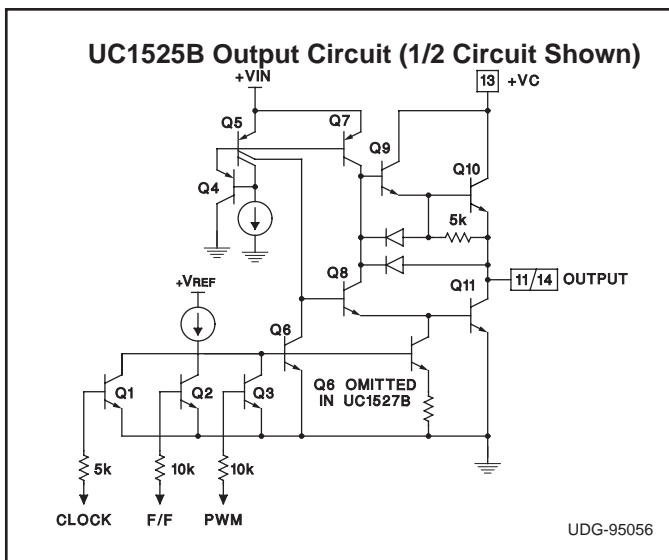 UC1525B Output Circuit (1/2 Circuit Shown)
+VIN
13 +VC
Q5
Q7
Q9
Q10
Q4
5k
+VREF
Q8
11/14 OUTPUT
Q11
Q6
Q1
Q2
Q3
Q6 OMITTED
IN UC1527B
5k
10k
10k
CLOCK
F/F
PWM
UDG-95056